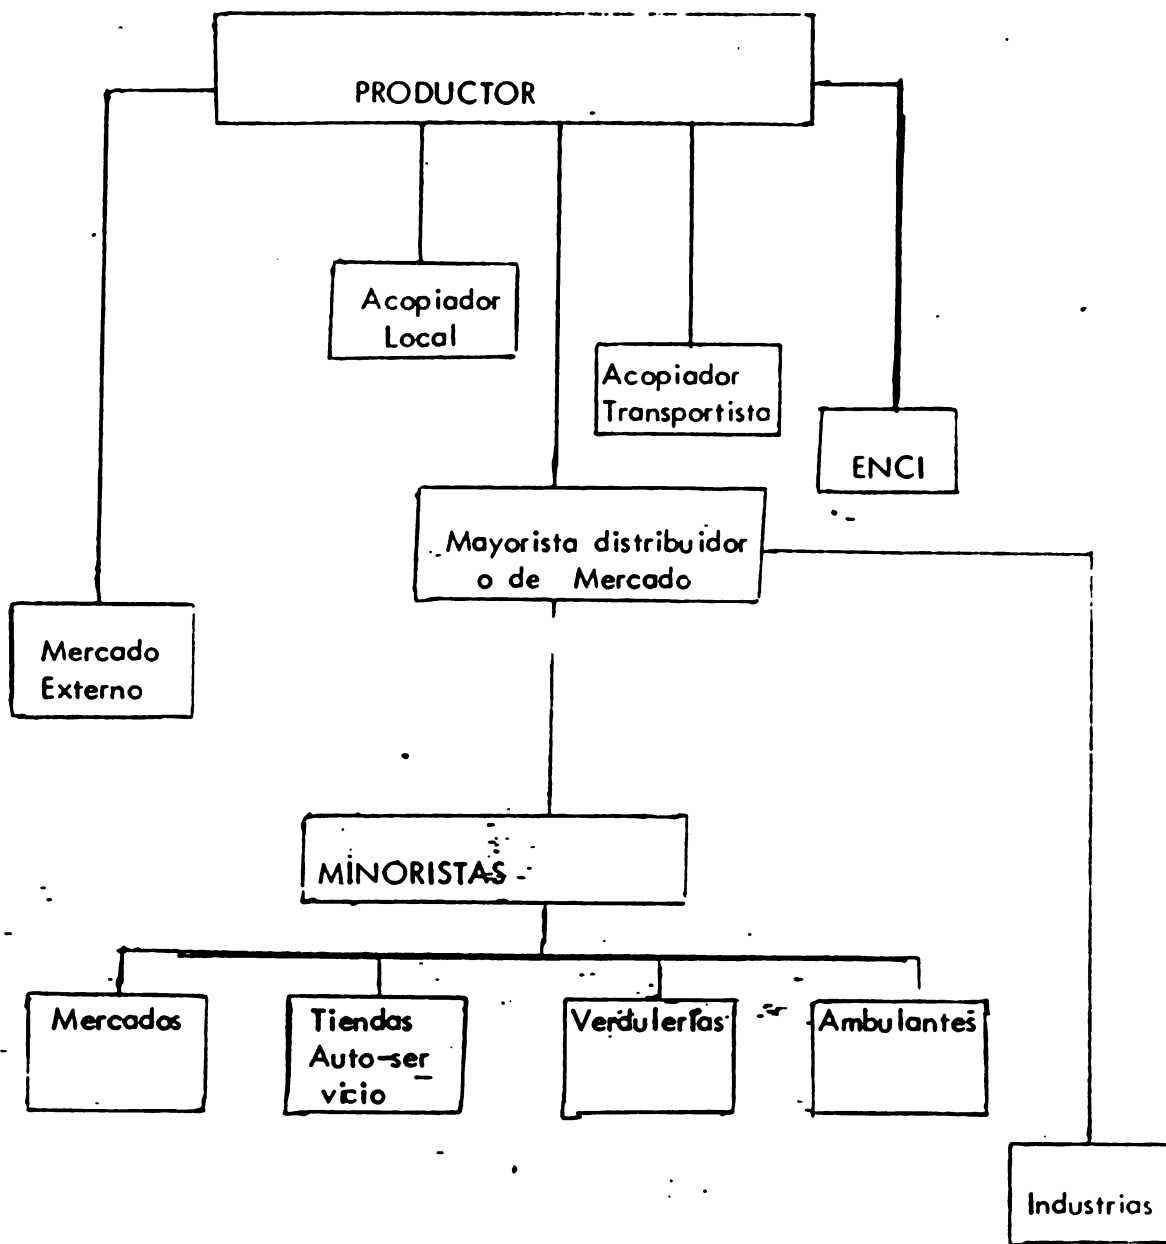 PRODUCTOR
Acopiador
Local
Acopiador
Transportista
ENCI
Mayorista distribuidor
o de Mercado
Mercado
Externo
MINORISTAS
Mercados
Tiendas
Auto-ser
vicio
Verdulerías
Ambulantes
Industrias